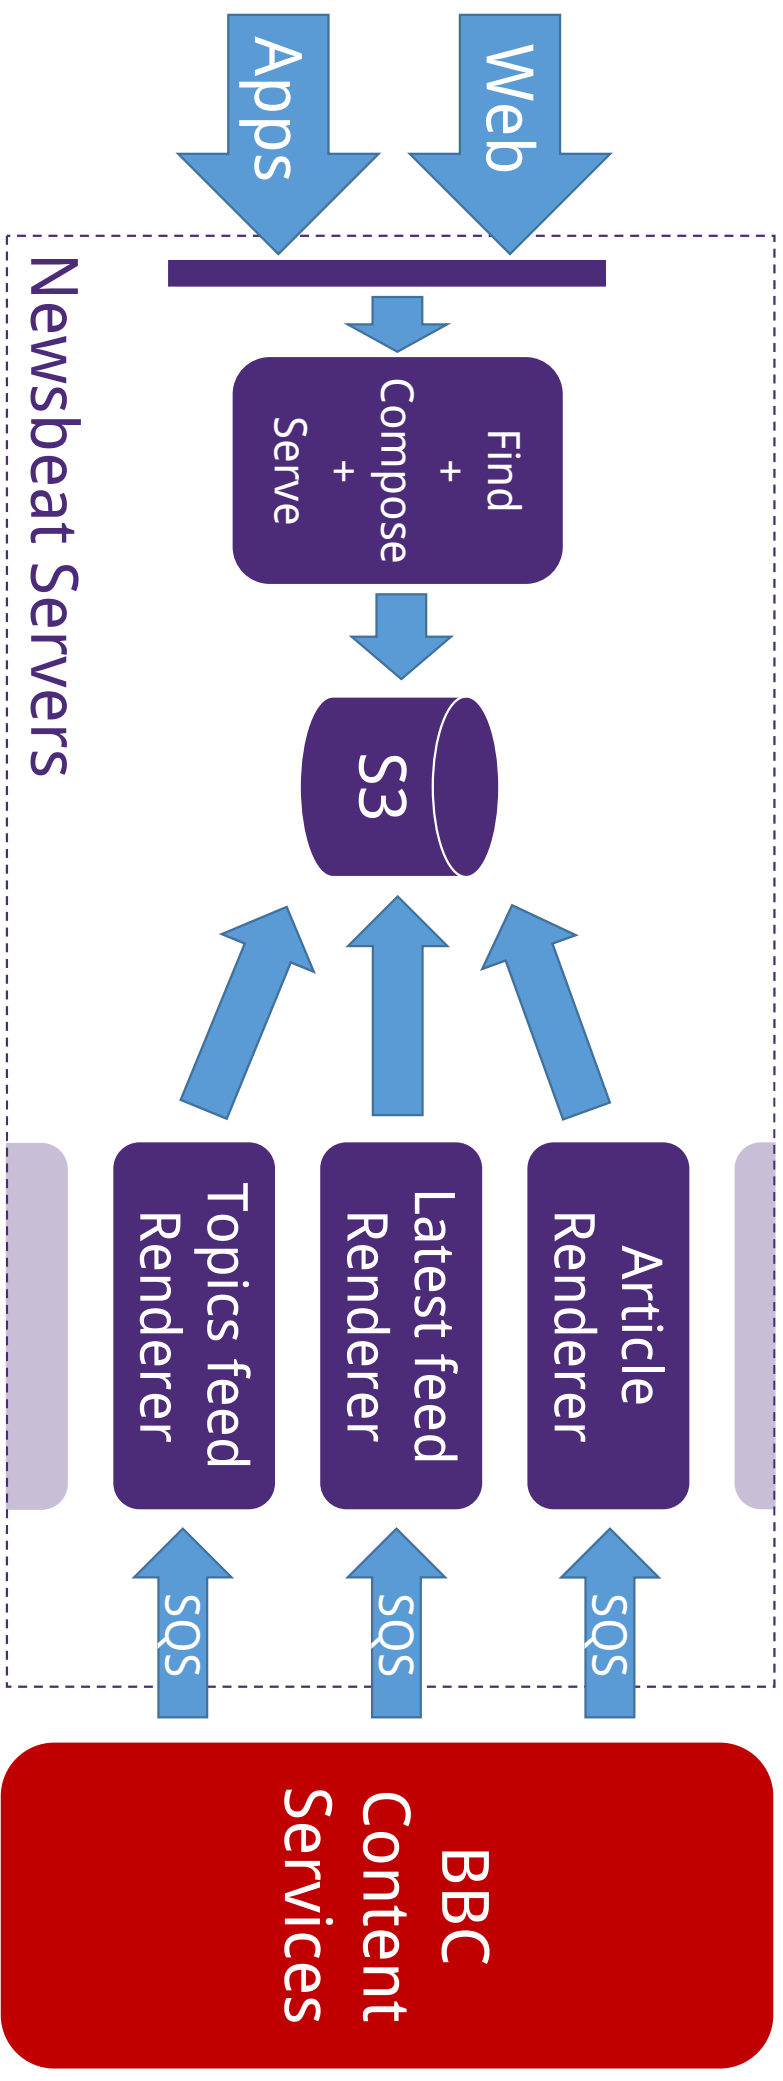 Web
Apps
Find
+
Compose
+
Serve
S3
Article
Renderer
Latest feed
Renderer
Topics feed
Renderer
SQS
SQS
SQS
BBC
Content
Services
Newsbeat Servers